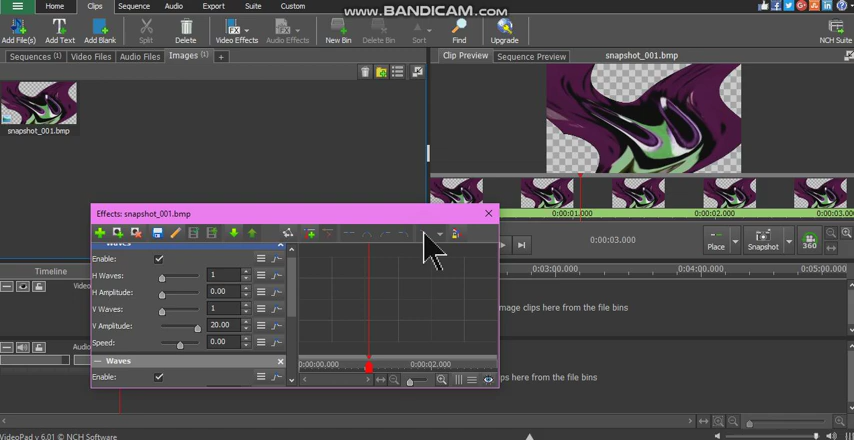 www.BANDICAM.com
Home Clips Sequence Audio Export Suite Custom
Add File(s) Add Text Add Blank Split Delete Video Effects Audio Effects New Bin Delete Bin Sort Find Upgrade NCH Suite
Sequences (1) Video Files Audio Files Images (1) +
Clip Preview Sequence Preview snapshot_001.bmp
snapshot_001.bmp
0:00:01.000 0:00:02.000 0:00:03.000
Effects: snapshot_001.bmp
0:00:03.000 Place Snapshot 360
Waves
Enable:
H Waves: 1
H Amplitude: 0.00
V Waves: 1
V Amplitude: 20.00
Speed: 0.00
Waves
Enable:
0:00:00.000 0:00:02.000
Timeline 0:03:00.000 0:04:00.000 0:05:00.000
Video
image clips here from the file bins
Audio
clips here from the file bins
VideoPad v 6.01 © NCH Software